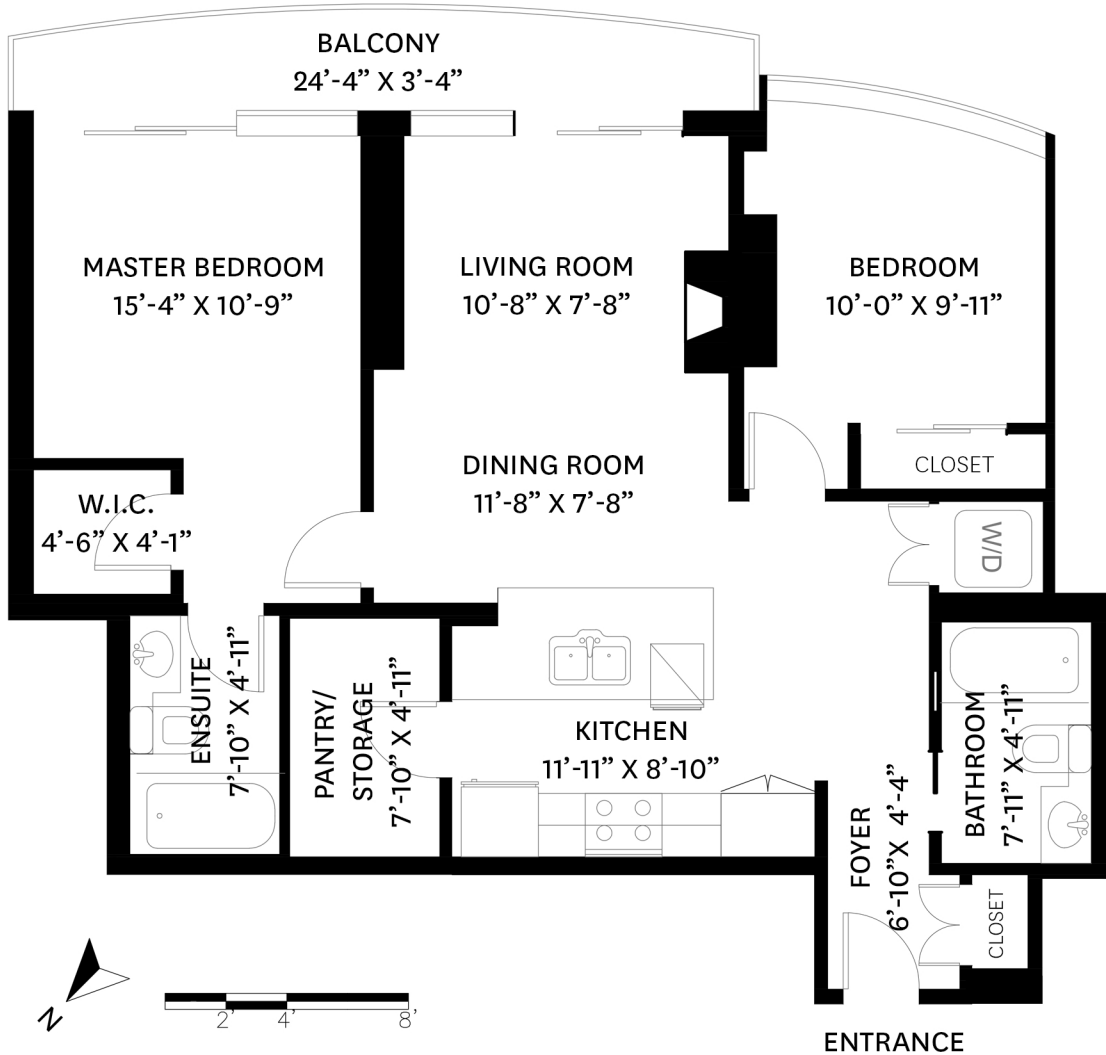 BALCONY
24’-4” X 3’-4”
MASTER BEDROOM
15’-4” X 10’-9”
LIVING ROOM
10’-8” X 7’-8”
BEDROOM
10’-0” X 9’-11”
DINING ROOM
11’-8” X 7’-8”
CLOSET
W.I.C.
4’-6” X 4’-1”
W/D
ENSUITE
7’-10” X 4’-11”
PANTRY/
STORAGE
7’-10” X 4’-11”
KITCHEN
11’-11” X 8’-10”
BATHROOM
7’-11” X 4’-11”
FOYER
6’-10” X 4’-4”
CLOSET
N
2’ 4’ 8’
ENTRANCE